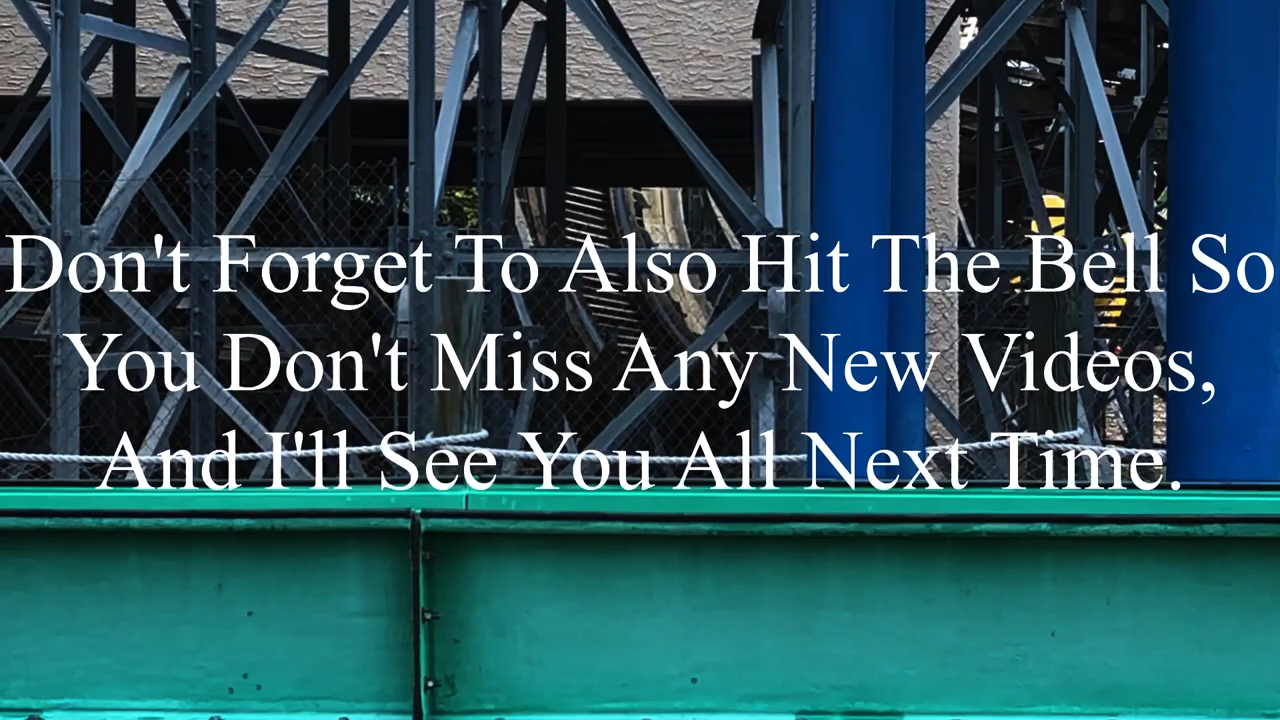 Don't Forget To Also Hit The Bell So
You Don't Miss Any New Videos,
And I'll See You All Next Time.